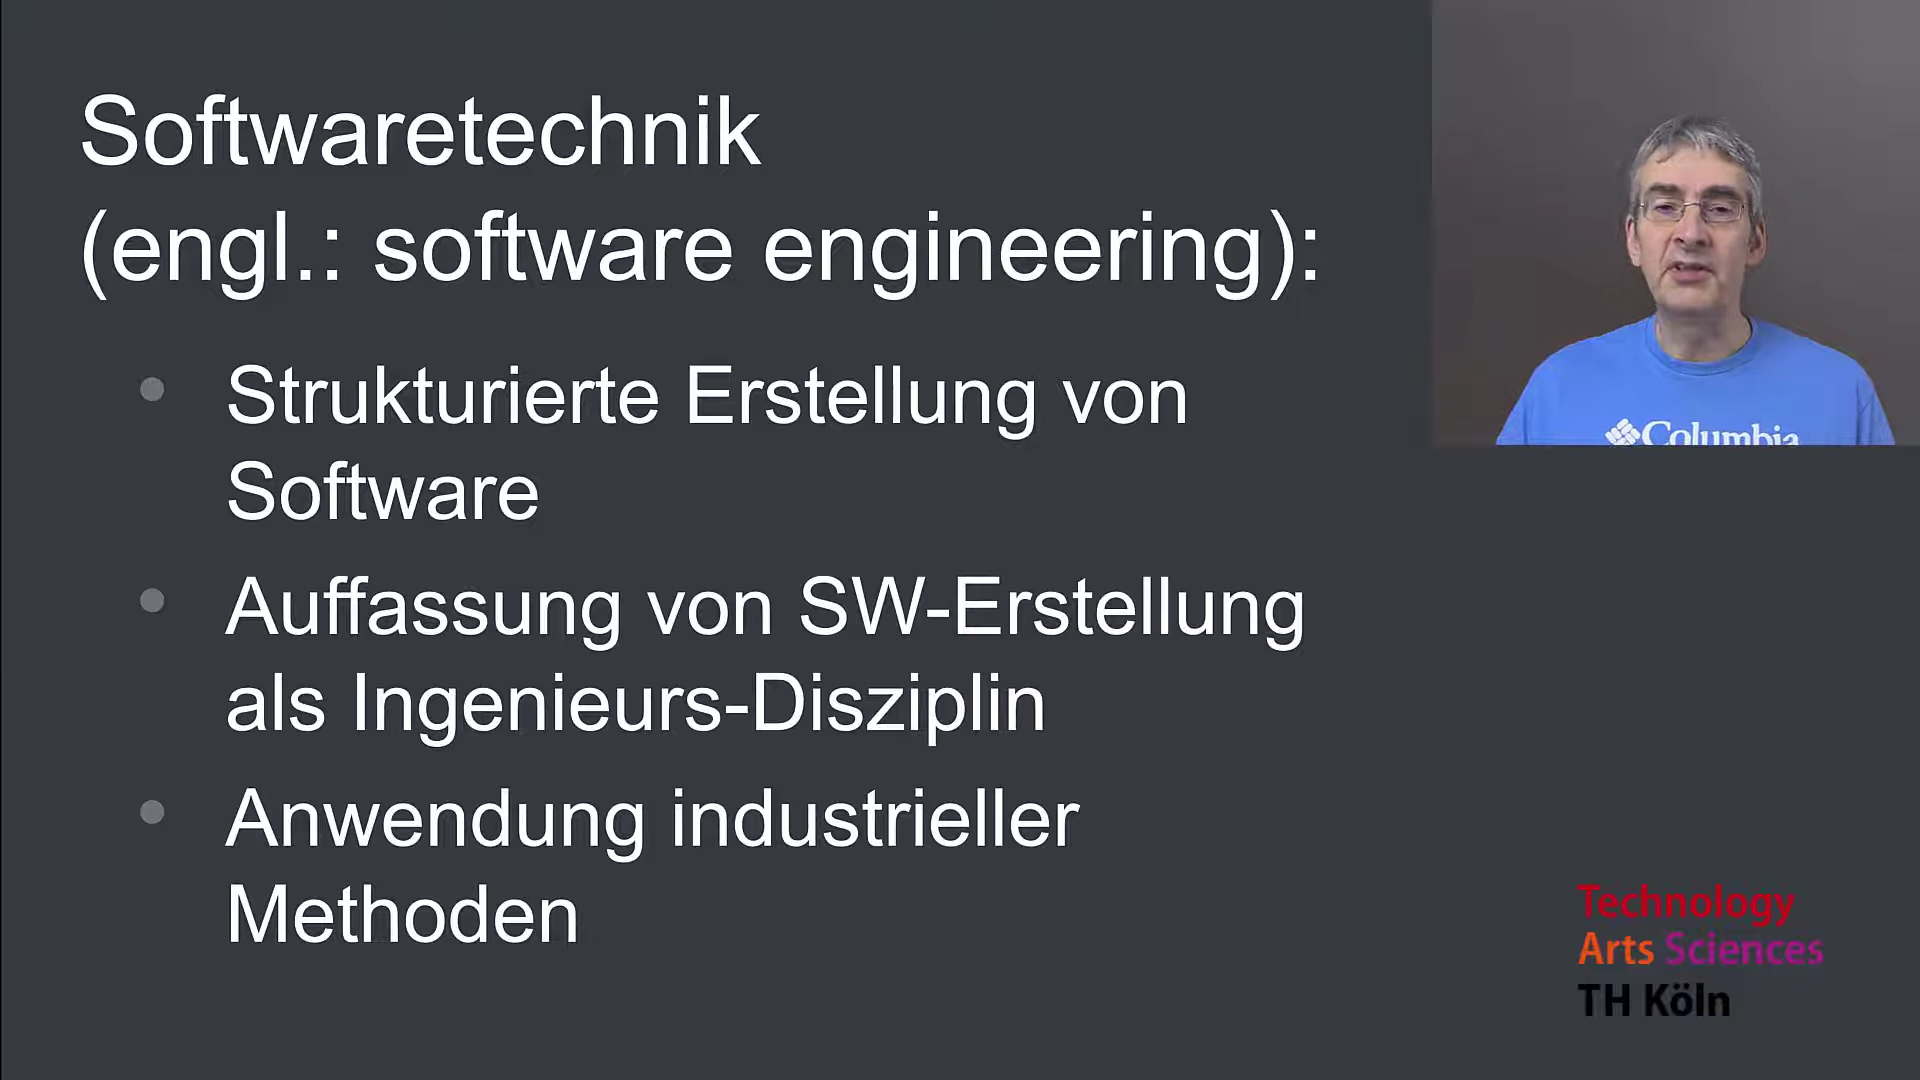 Softwaretechnik
(engl.: software engineering):
Strukturierte Erstellung von
Software
Auffassung von SW-Erstellung
als Ingenieurs-Disziplin
Anwendung industrieller
Methoden
Columbia
Technology
Arts Sciences
TH Köln